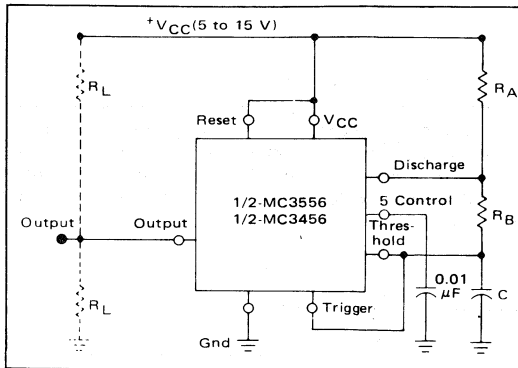 +VCC (5 to 15 V)
RL
RA
Reset
VCC
Discharge
1/2-MC3556
1/2-MC3456
5 Control
RB
Output
Output
Thres-
hold
0.01
μF
C
RL
Trigger
Gnd